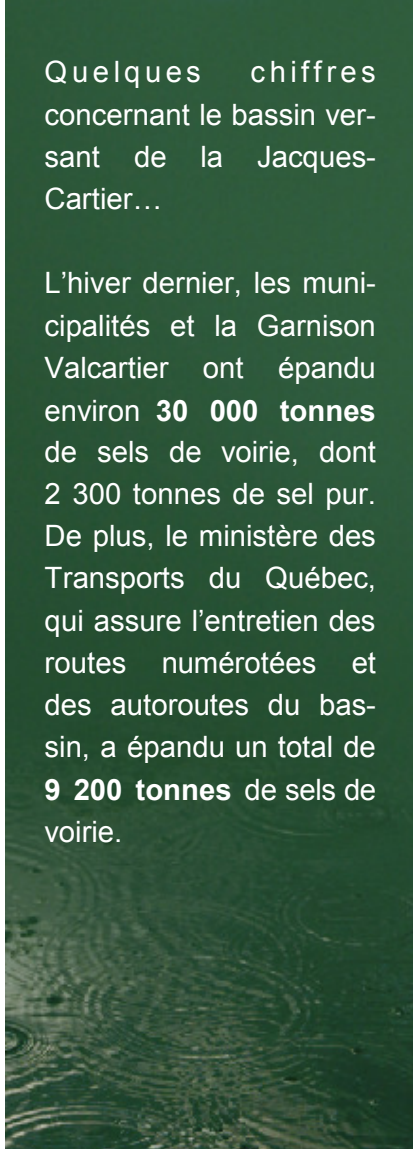 Quelques chiffres
concernant le bassin ver-
sant de la Jacques-
Cartier…
L’hiver dernier, les muni-
cipalités et la Garnison
Valcartier ont épandu
environ 30 000 tonnes
de sels de voirie, dont
2 300 tonnes de sel pur.
De plus, le ministère des
Transports du Québec,
qui assure l’entretien des
routes numérotées et
des autoroutes du bas-
sin, a épandu un total de
9 200 tonnes de sels de
voirie.